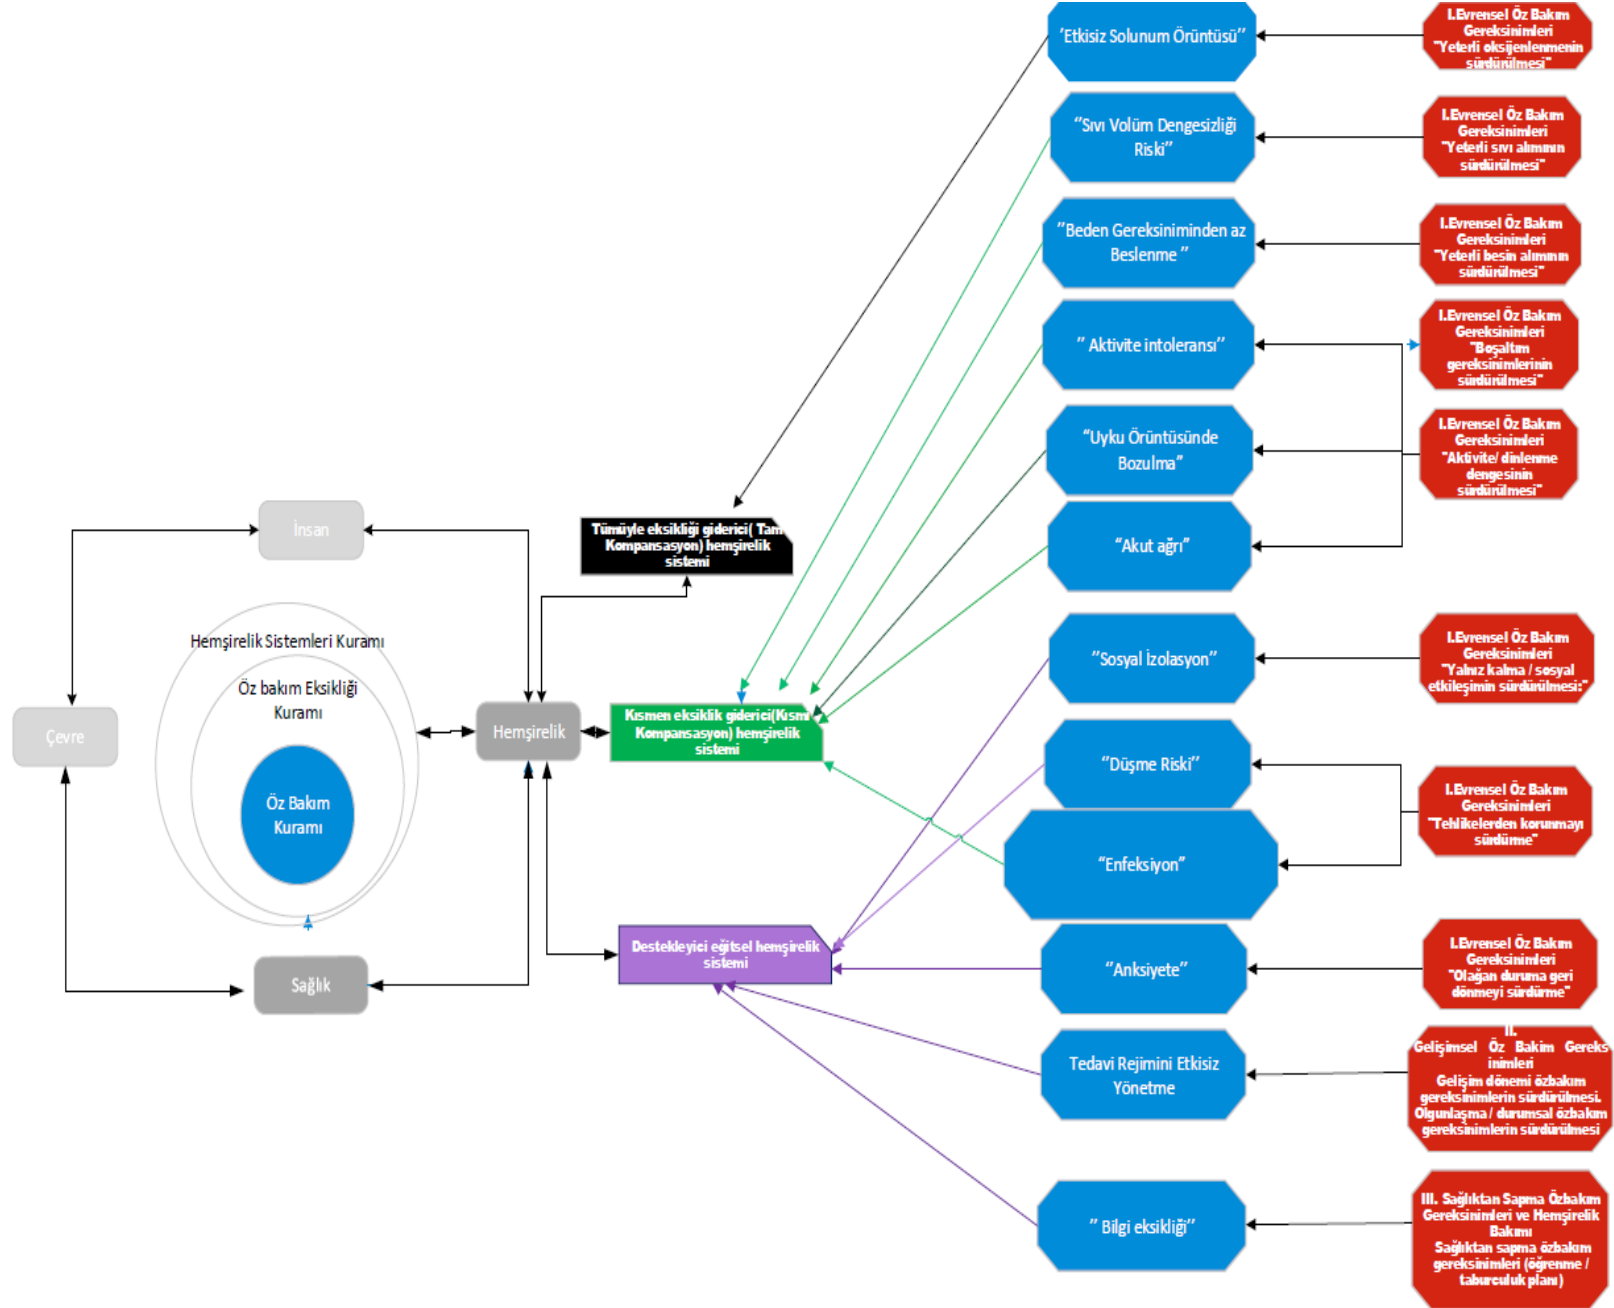 İnsan
Çevre
Hemşirelik Sistemleri Kuramı
Öz bakım Eksikliği
Kuramı
Öz Bakım
Kuramı
Sağlık
Hemşirelik
Tümüyle eksikliği giderici( Tam
Kompansasyon) hemşirelik
sistemi
Kısmen eksiklik giderici(Kısmi
Kompansasyon) hemşirelik
sistemi
Destekleyici eğitsel hemşirelik
sistemi
’Etkisiz Solunum Örüntüsü’’
’’Sıvı Volüm Dengesizliği
Riski’’
’’Beden Gereksiniminden az
Beslenme ’’
’’ Aktivite intoleransı’’
“Uyku Örüntüsünde
Bozulma”
“Akut ağrı”
’’Sosyal İzolasyon’’
’’Düşme Riski’’
“Enfeksiyon”
’’Anksiyete’’
Tedavi Rejimini Etkisiz
Yönetme
’’ Bilgi eksikliği’’
I.Evrensel Öz Bakım
Gereksinimleri
"Yeterli oksijenlenmenin
sürdürülmesi"
I.Evrensel Öz Bakım
Gereksinimleri
"Yeterli sıvı alımının
sürdürülmesi"
I.Evrensel Öz Bakım
Gereksinimleri
"Yeterli besin alımının
sürdürülmesi"
I.Evrensel Öz Bakım
Gereksinimleri
"Boşaltım
gereksinimlerinin
sürdürülmesi"
I.Evrensel Öz Bakım
Gereksinimleri
"Aktivite/ dinlenme
dengesinin
sürdürülmesi"
I.Evrensel Öz Bakım
Gereksinimleri
"Yalnız kalma / sosyal
etkileşimin sürdürülmesi:"
I.Evrensel Öz Bakım
Gereksinimleri
"Tehlikelerden korunmayı
sürdürme"
I.Evrensel Öz Bakım
Gereksinimleri
"Olağan duruma geri
dönmeyi sürdürme"
II.
Gelişimsel Öz Bakım Gereks
inimleri
Gelişim dönemi özbakım
gereksinimlerin sürdürülmesi.
Olgunlaşma / durumsal özbakım
gereksinimlerin sürdürülmesi
III. Sağlıktan Sapma Özbakım
Gereksinimleri ve Hemşirelik
Bakımı
Sağlıktan sapma özbakım
gereksinimleri (öğrenme /
taburculuk planı)